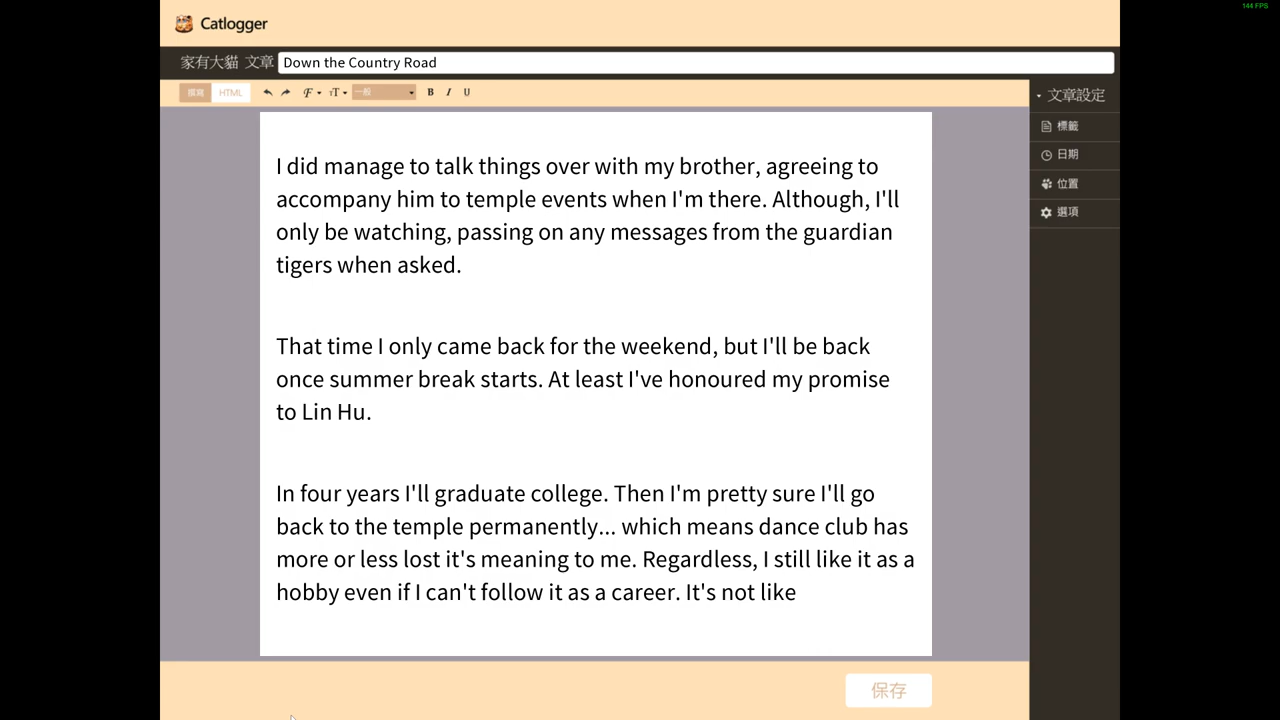 144 FPS
Catlogger
家有大貓 文章 Down the Country Road
撰寫 HTML F T 一般 B I U
文章設定
標籤
日期
位置
選項
I did manage to talk things over with my brother, agreeing to
accompany him to temple events when I'm there. Although, I'll
only be watching, passing on any messages from the guardian
tigers when asked.
That time I only came back for the weekend, but I'll be back
once summer break starts. At least I've honoured my promise
to Lin Hu.
In four years I'll graduate college. Then I'm pretty sure I'll go
back to the temple permanently... which means dance club has
more or less lost it's meaning to me. Regardless, I still like it as a
hobby even if I can't follow it as a career. It's not like
保存